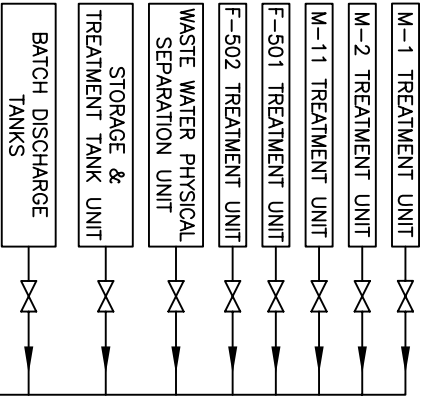 M-1 TREATMENT UNIT
M-2 TREATMENT UNIT
M-11 TREATMENT UNIT
F-501 TREATMENT UNIT
F-502 TREATMENT UNIT
WASTE WATER PHYSICAL
SEPARATION UNIT
STORAGE &
TREATMENT TANK UNIT
BATCH DISCHARGE
TANKS